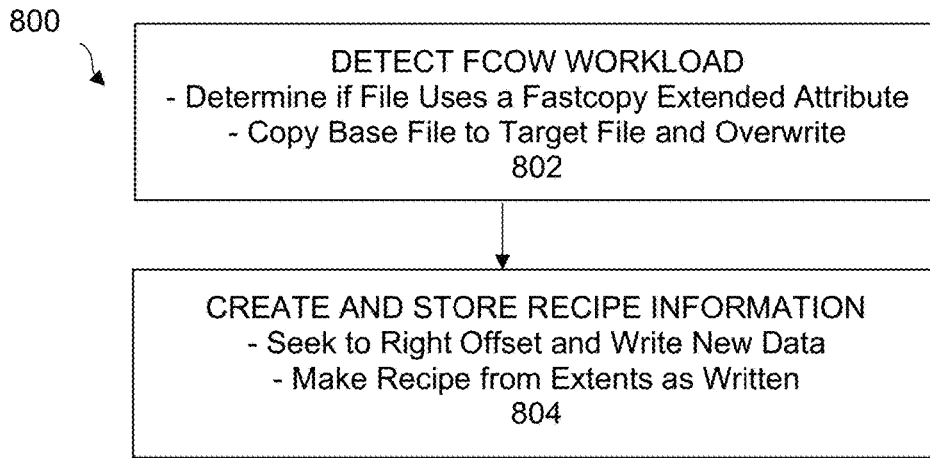 800
DETECT FCOW WORKLOAD
- Determine if File Uses a Fastcopy Extended Attribute
- Copy Base File to Target File and Overwrite
802
CREATE AND STORE RECIPE INFORMATION
- Seek to Right Offset and Write New Data
- Make Recipe from Extents as Written
804